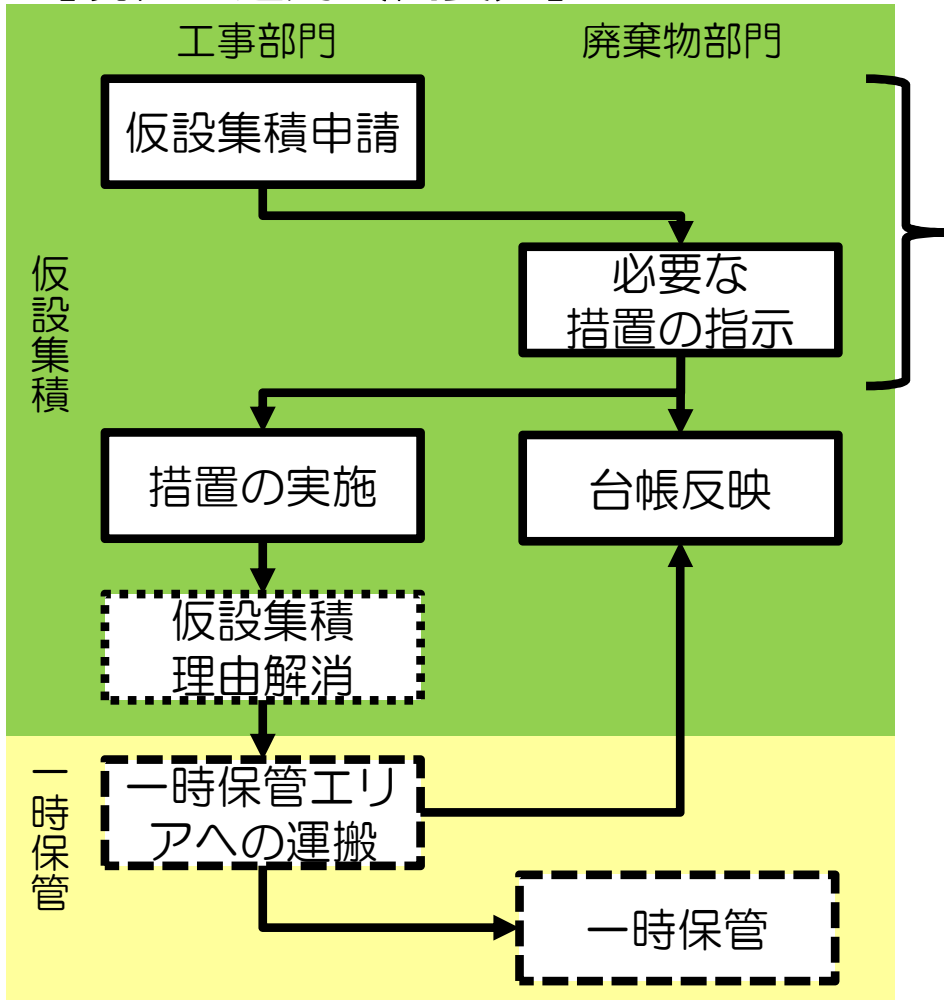 工事部門
廃棄物部門
仮設集積申請
必要な
措置の指示
仮設集積
措置の実施
台帳反映
仮設集積
理由解消
一時保管
一時保管エリ
アへの運搬
一時保管